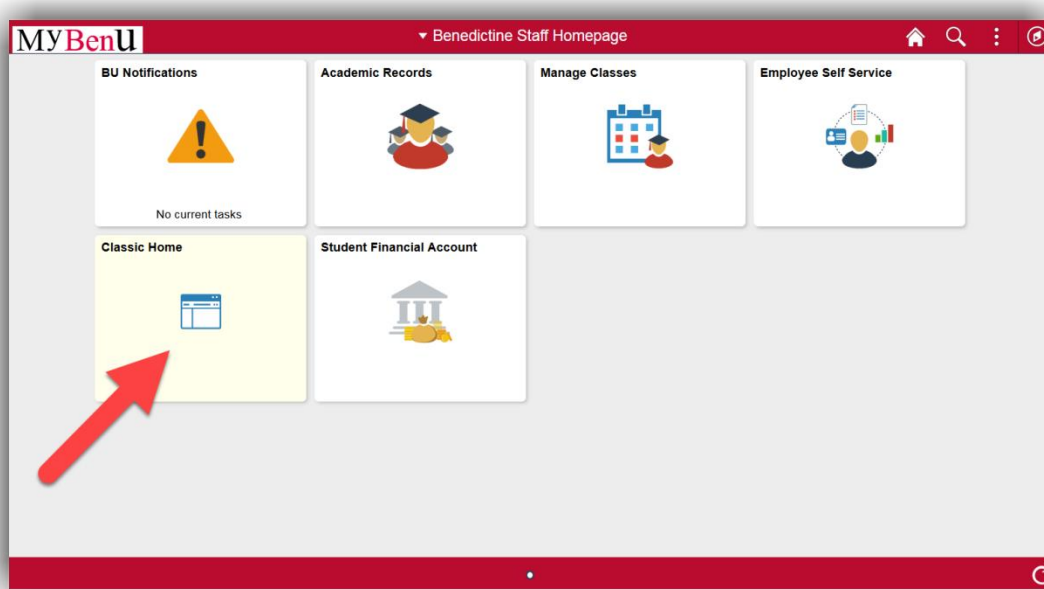 MyBenU
▾ Benedictine Staff Homepage
BU Notifications
Academic Records
Manage Classes
Employee Self Service
No current tasks
Classic Home
Student Financial Account